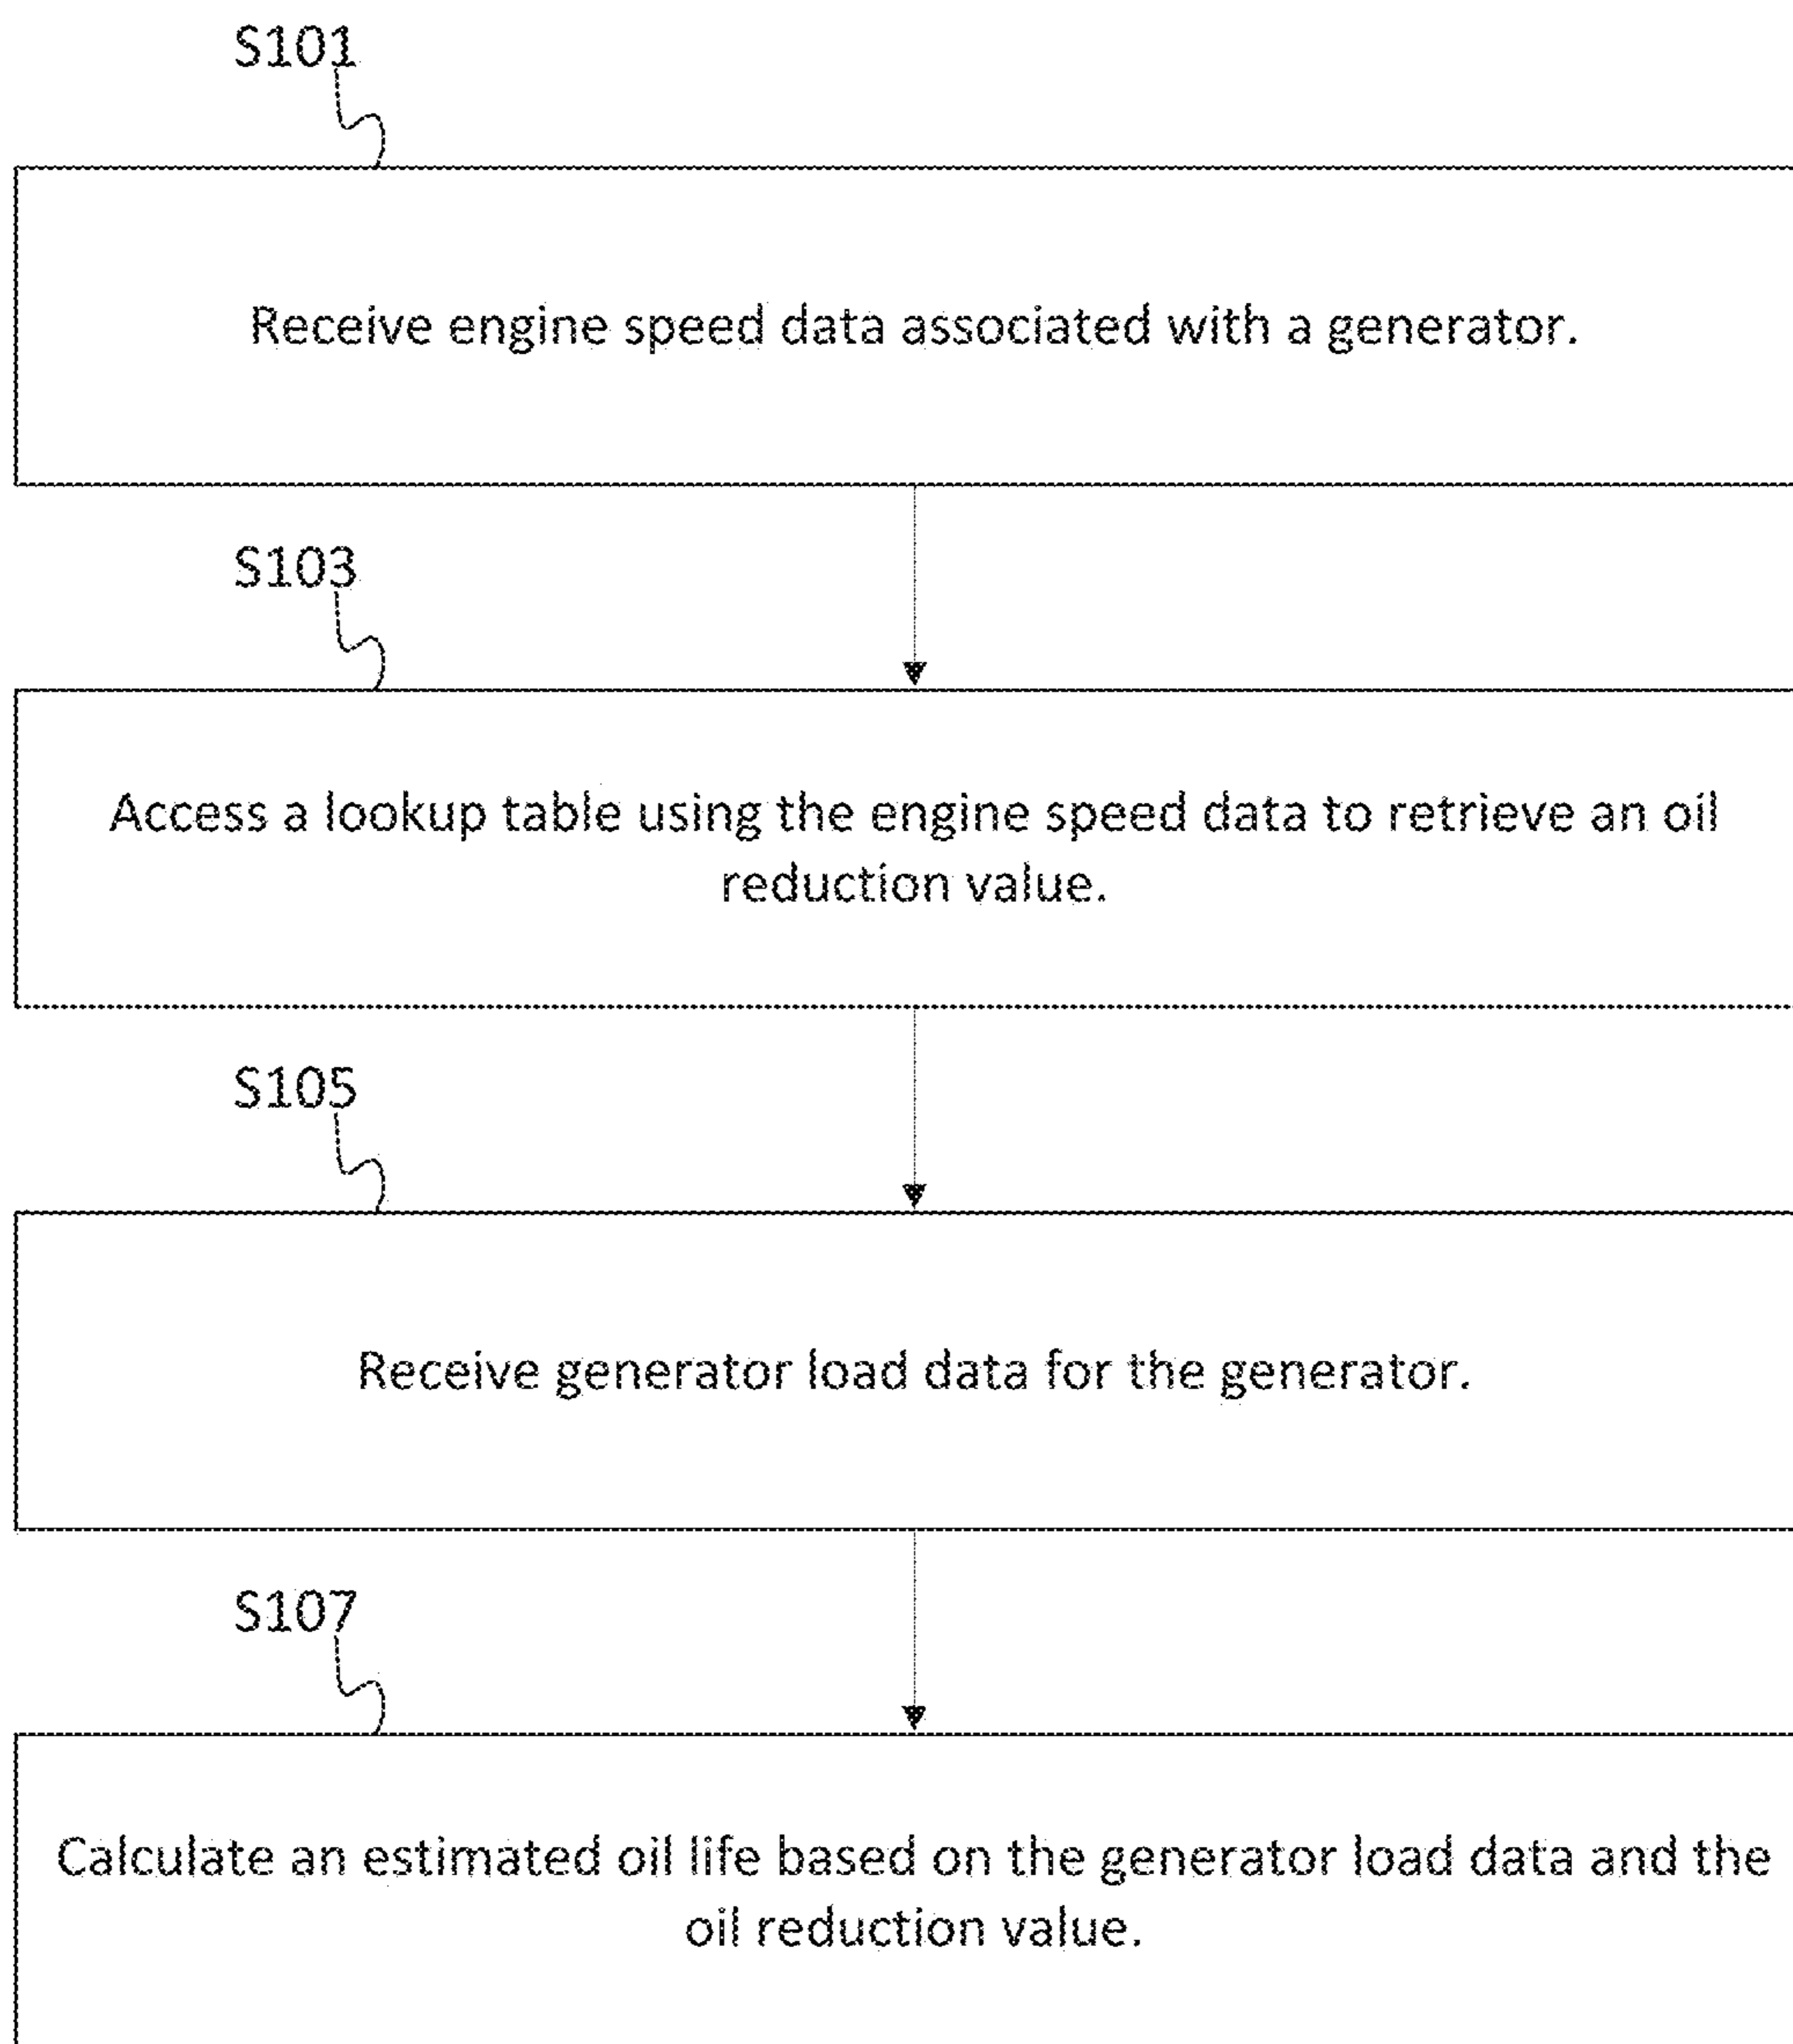 S101
Receive engine speed data associated with a generator.
S103
Access a lookup table using the engine speed data to retrieve an oil
reduction value.
S105
Receive generator load data for the generator.
S107
Calculate an estimated oil life based on the generator load data and the
oil reduction value.